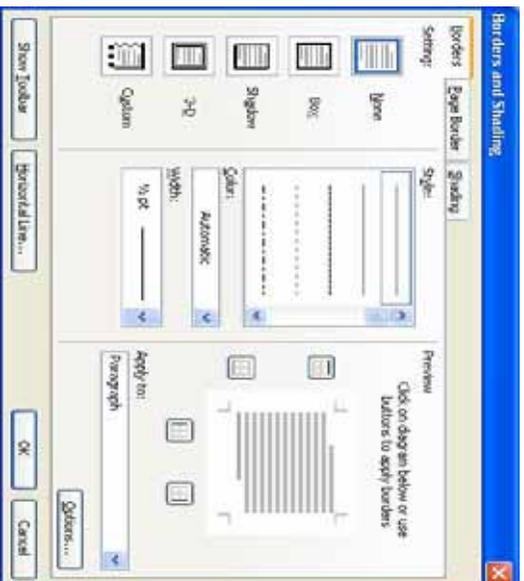 Borders and Shading
Borders
Page Border
Shading
Setting:
None
Box
Shadow
3-D
Custom
Style:
Color:
Automatic
Width:
½ pt
Preview
Click on diagram below or use
buttons to apply borders
Apply to:
Paragraph
Options...
Show Toolbar
Horizontal Line...
OK
Cancel